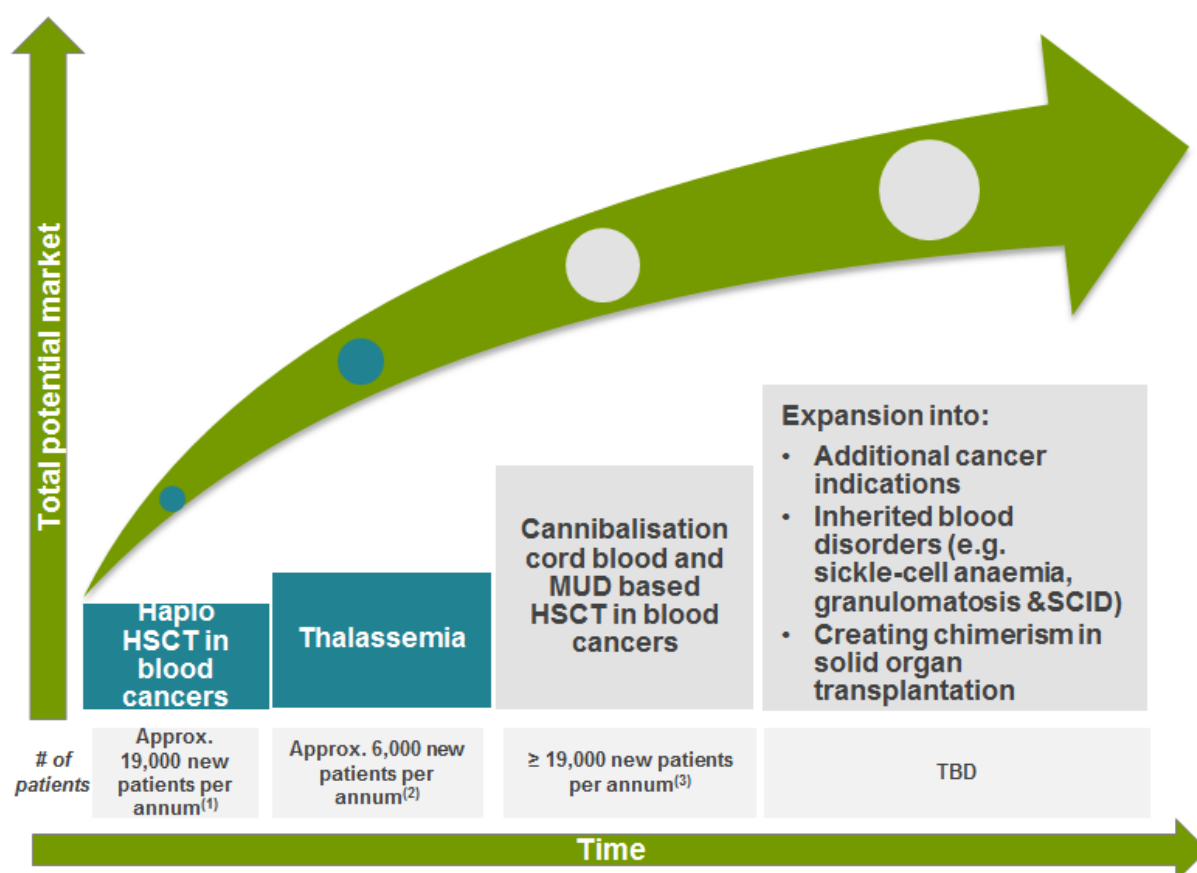 Total potential market
Haplo
HSCT in
blood
cancers
Thalassemia
Cannibalisation
cord blood and
MUD based
HSCT in blood
cancers
Expansion into:
• Additional cancer
indications
• Inherited blood
disorders (e.g.
sickle-cell anaemia,
granulomatosis &SCID)
• Creating chimerism in
solid organ
transplantation
# of
patients
Approx.
19,000 new
patients per
annum(1)
Approx. 6,000 new
patients per
annum(2)
≥ 19,000 new patients
per annum(3)
TBD
Time